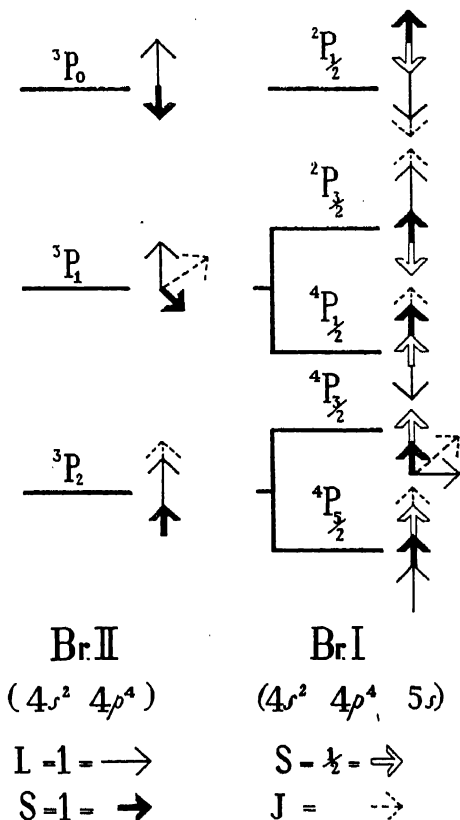 ³P₀
²P½
²P3/2
³P₁
⁴P½
⁴P3/2
³P₂
⁴P5/2
Br.II
Br.I
(4s² 4p⁴)
(4s² 4p⁴ 5s)
L=1=
S=½=
S=1=
J=